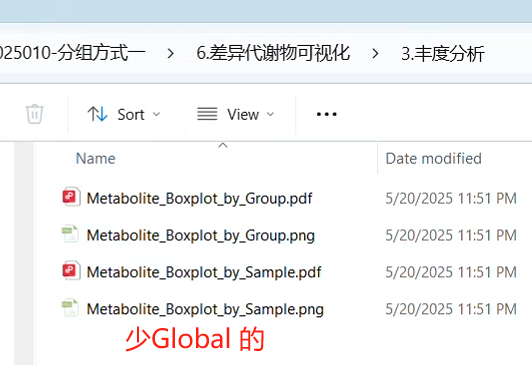 025010-分组方式一 > 6.差异代谢物可视化 > 3.丰度分析
Sort View ...
Name Date modified
Metabolite_Boxplot_by_Group.pdf 5/20/2025 11:51 PM
Metabolite_Boxplot_by_Group.png 5/20/2025 11:51 PM
Metabolite_Boxplot_by_Sample.pdf 5/20/2025 11:51 PM
Metabolite_Boxplot_by_Sample.png 5/20/2025 11:51 PM
少Global 的